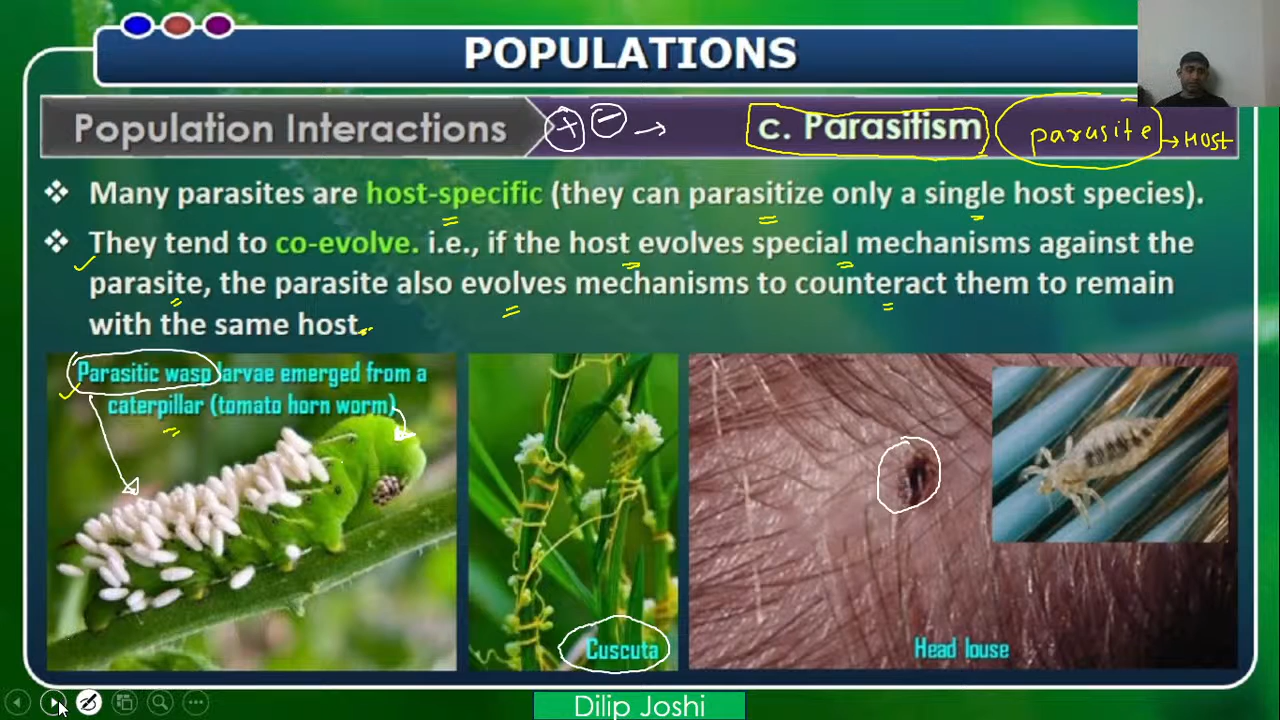 POPULATIONS
Population Interactions + - → c. Parasitism parasite → HOST
❖ Many parasites are host-specific (they can parasitize only a single host species).
❖ They tend to co-evolve. i.e., if the host evolves special mechanisms against the
parasite, the parasite also evolves mechanisms to counteract them to remain
with the same host.
Parasitic wasp larvae emerged from a
caterpillar (tomato horn worm)
Cuscuta
Head louse
Dilip Joshi